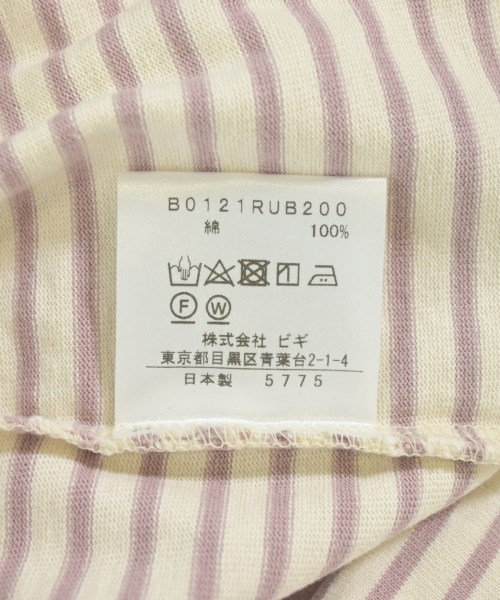 B0121RUB200
綿 100%
F W
株式会社 ビギ
東京都目黒区青葉台2-1-4
日本製 5775